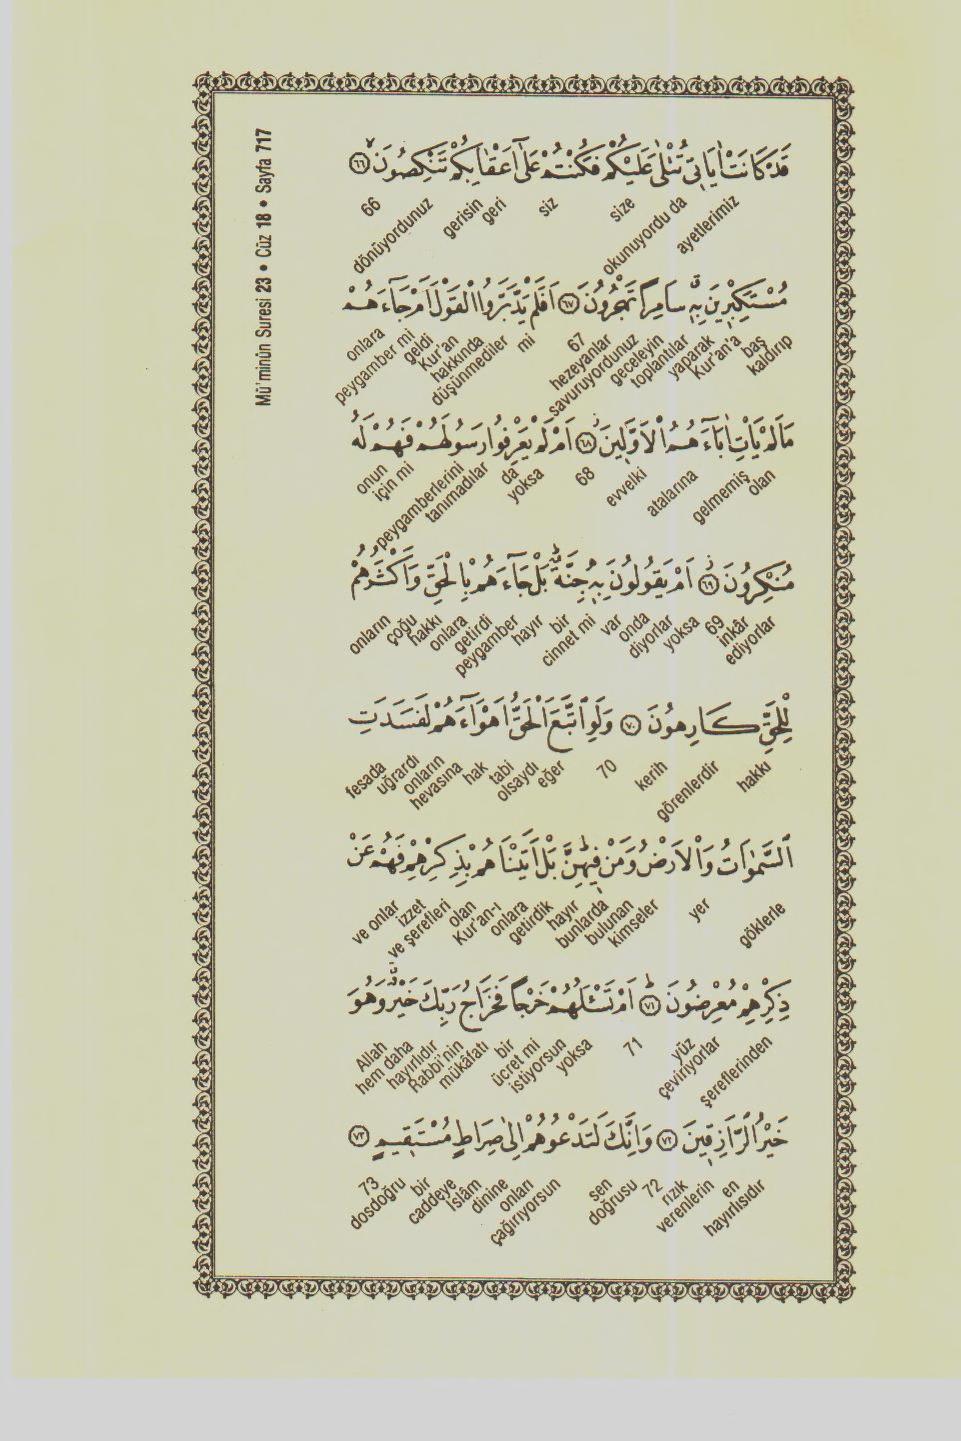 Mü'minûn Suresi 23 • Cüz 18 • Sayfa 717
قَدْ كَانَتْ اٰيَاتٖي تُتْلٰى عَلَيْكُمْ فَكُنْتُمْ عَلٰٓى اَعْقَابِكُمْ تَنْكِصُونَۙ ﴿٦٦﴾
ayetlerimiz okunuyordu da size siz geri gerisin dönüyordunuz 66
مُسْتَكْبِرٖينَ بِهٖۗ سَامِرًا تَهْجُرُونَ ﴿٦٧﴾ اَفَلَمْ يَدَّبَّرُوا الْقَوْلَ اَمْ جَٓاءَهُمْ
kaldırıp baş Kur'an'a yaparak toplantılar geceleyin savuruyordunuz hezeyanlar 67 mi düşünmediler hakkında Kur'an geldi peygamber mi onlara
مَا لَمْ يَأْتِ اٰبَٓاءَهُمُ الْاَوَّلٖينَۘ ﴿٦٨﴾ اَمْ لَمْ يَعْرِفُوا رَسُولَهُمْ فَهُمْ لَهُ
olan gelmemiş atalarına evvelki 68 yoksa da tanımadılar peygamberlerini için mi onun
مُنْكِرُونَۘ ﴿٦٩﴾ اَمْ يَقُولُونَ بِهٖ جِنَّةٌۜ بَلْ جَٓاءَهُمْ بِالْحَقِّ وَاَكْثَرُهُمْ
ediyorlar inkâr 69 yoksa diyorlar onda var cinnet mi bir hayır peygamber getirdi onlara hakkı çoğu onların
لِلْحَقِّ كَارِهُونَ ﴿٧٠﴾ وَلَوِ اتَّبَعَ الْحَقُّ اَهْوَٓاءَهُمْ لَفَسَدَتِ
hakkı görenlerdir kerih 70 eğer olsaydı tabi hak hevasına onların uğrardı fesada
السَّمٰوَاتُ وَالْاَرْضُ وَمَنْ فٖيهِنَّۜ بَلْ اَتَيْنَاهُمْ بِذِكْرِهِمْ فَهُمْ عَنْ
göklerle yer kimseler bulunan bunlarda hayır getirdik onlara Kur'an-ı olan ve şerefleri izzet ve onlar
ذِكْرِهِمْ مُعْرِضُونَۜ ﴿٧١﴾ اَمْ تَسْـَٔلُهُمْ خَرْجًا فَخَرَاجُ رَبِّكَ خَيْرٌۗ وَهُوَ
şereflerinden çeviriyorlar yüz 71 yoksa istiyorsun ücret mi bir mükâfatı Rabbi'nin hayırlıdır hem daha Allah
خَيْرُ الرَّازِقٖينَ ﴿٧٢﴾ وَاِنَّكَ لَتَدْعُوهُمْ اِلٰى صِرَاطٍ مُسْتَقٖيمٍ ﴿٧٣﴾
hayırlısıdır en verenlerin rızık 72 doğrusu sen çağırıyorsun onları dinine İslâm caddeye bir dosdoğru 73